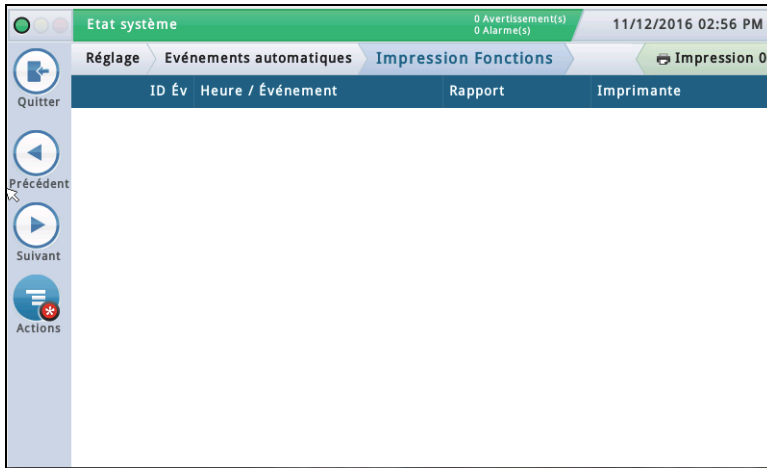 Etat système
0 Avertissement(s)
0 Alarme(s)
11/12/2016 02:56 PM
Réglage
Evénements automatiques
Impression Fonctions
Impression 0
ID Év
Heure / Événement
Rapport
Imprimante
Quitter
Précédent
Suivant
Actions